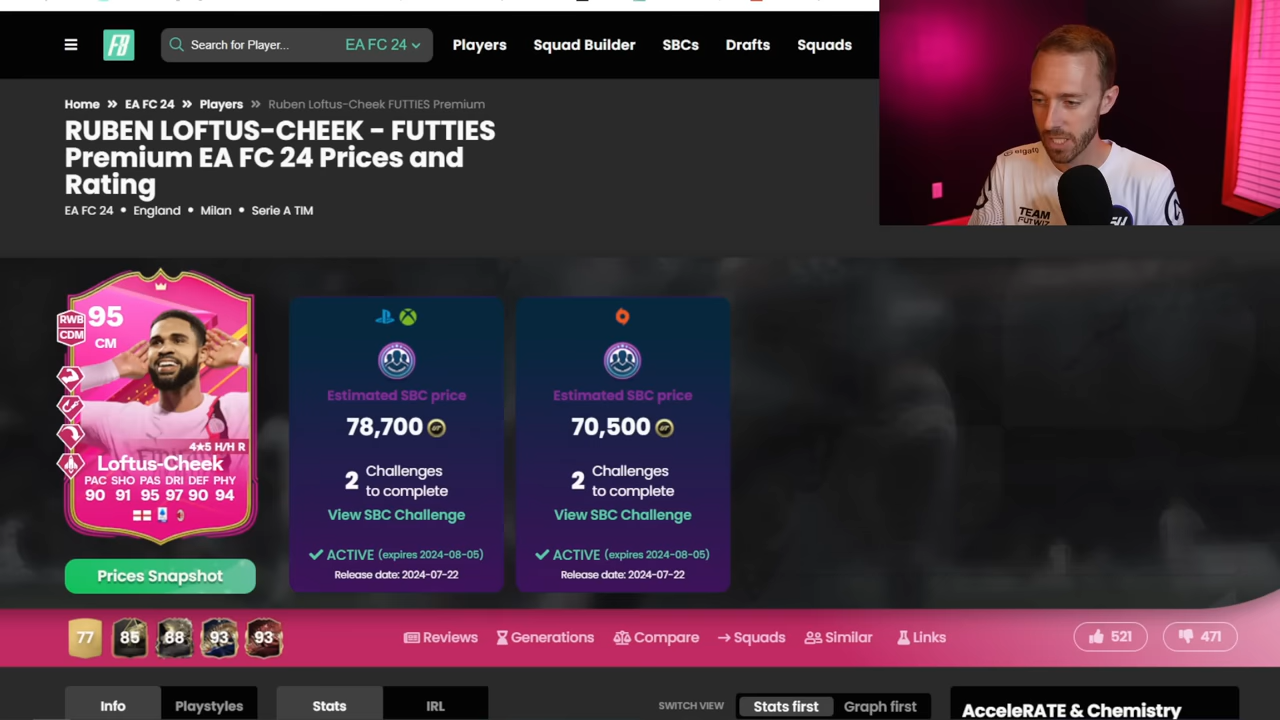 FB
Search for Player...
EA FC 24
Players
Squad Builder
SBCs
Drafts
Squads
Home » EA FC 24 » Players » Ruben Loftus-Cheek FUTTIES Premium
RUBEN LOFTUS-CHEEK - FUTTIES
Premium EA FC 24 Prices and
Rating
EA FC 24 • England • Milan • Serie A TIM
TEAM
FUTWIZ
95
CM
RWB
CDM
4★5 H/H R
Loftus-Cheek
PAC SHO PAS DRI DEF PHY
90 91 95 97 90 94
Prices Snapshot
Estimated SBC price
78,700
2 Challenges
to complete
View SBC Challenge
ACTIVE (expires 2024-08-05)
Release date: 2024-07-22
Estimated SBC price
70,500
2 Challenges
to complete
View SBC Challenge
ACTIVE (expires 2024-08-05)
Release date: 2024-07-22
77
85
88
93
93
Reviews
Generations
Compare
Squads
Similar
Links
521
471
Info
Playstyles
Stats
IRL
SWITCH VIEW
Stats first
Graph first
AcceleRATE & Chemistry